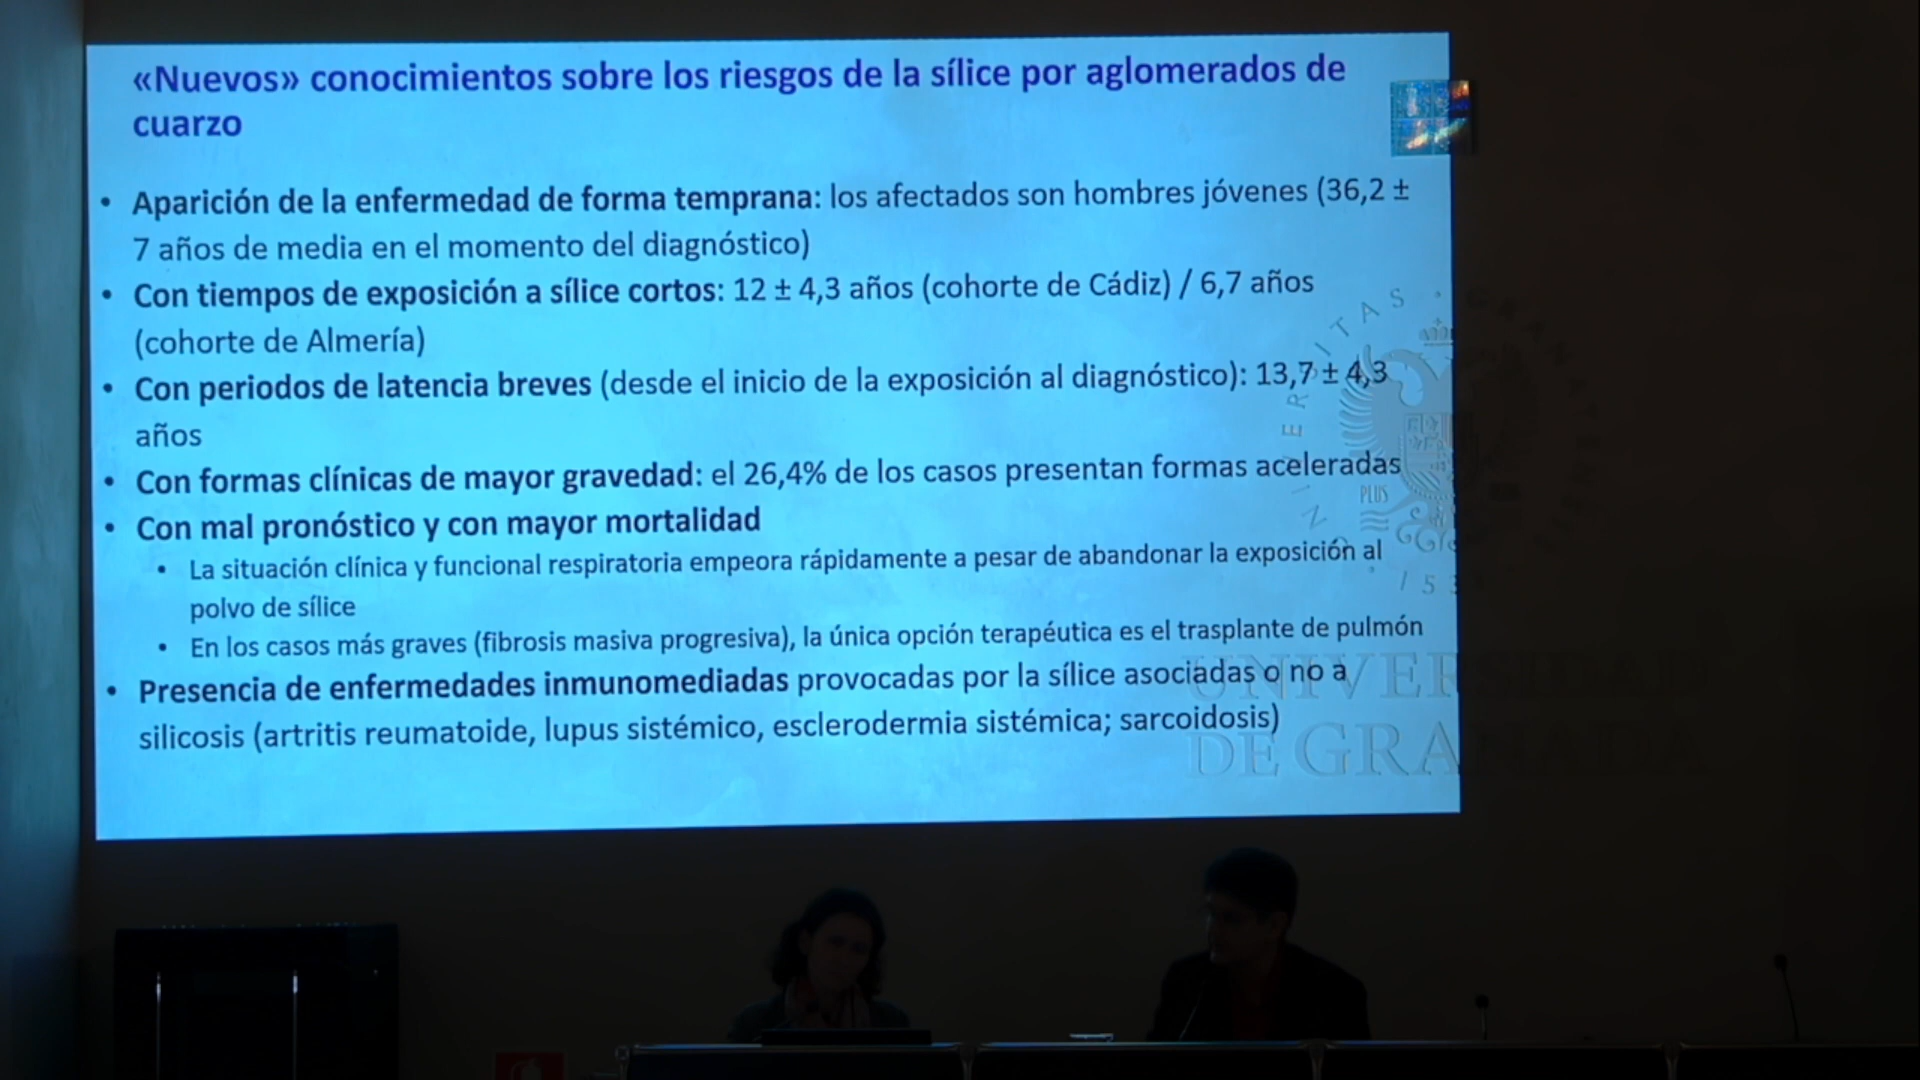 «Nuevos» conocimientos sobre los riesgos de la sílice por aglomerados de
cuarzo
• Aparición de la enfermedad de forma temprana: los afectados son hombres jóvenes (36,2 ±
7 años de media en el momento del diagnóstico)
• Con tiempos de exposición a sílice cortos: 12 ± 4,3 años (cohorte de Cádiz) / 6,7 años
(cohorte de Almería)
• Con periodos de latencia breves (desde el inicio de la exposición al diagnóstico): 13,7 ± 4,3
años
• Con formas clínicas de mayor gravedad: el 26,4% de los casos presentan formas aceleradas
• Con mal pronóstico y con mayor mortalidad
• La situación clínica y funcional respiratoria empeora rápidamente a pesar de abandonar la exposición al
polvo de sílice
• En los casos más graves (fibrosis masiva progresiva), la única opción terapéutica es el trasplante de pulmón
• Presencia de enfermedades inmunomediadas provocadas por la sílice asociadas o no a
silicosis (artritis reumatoide, lupus sistémico, esclerodermia sistémica; sarcoidosis)
PLUS
UNIVERSIDAD
DE GRANADA